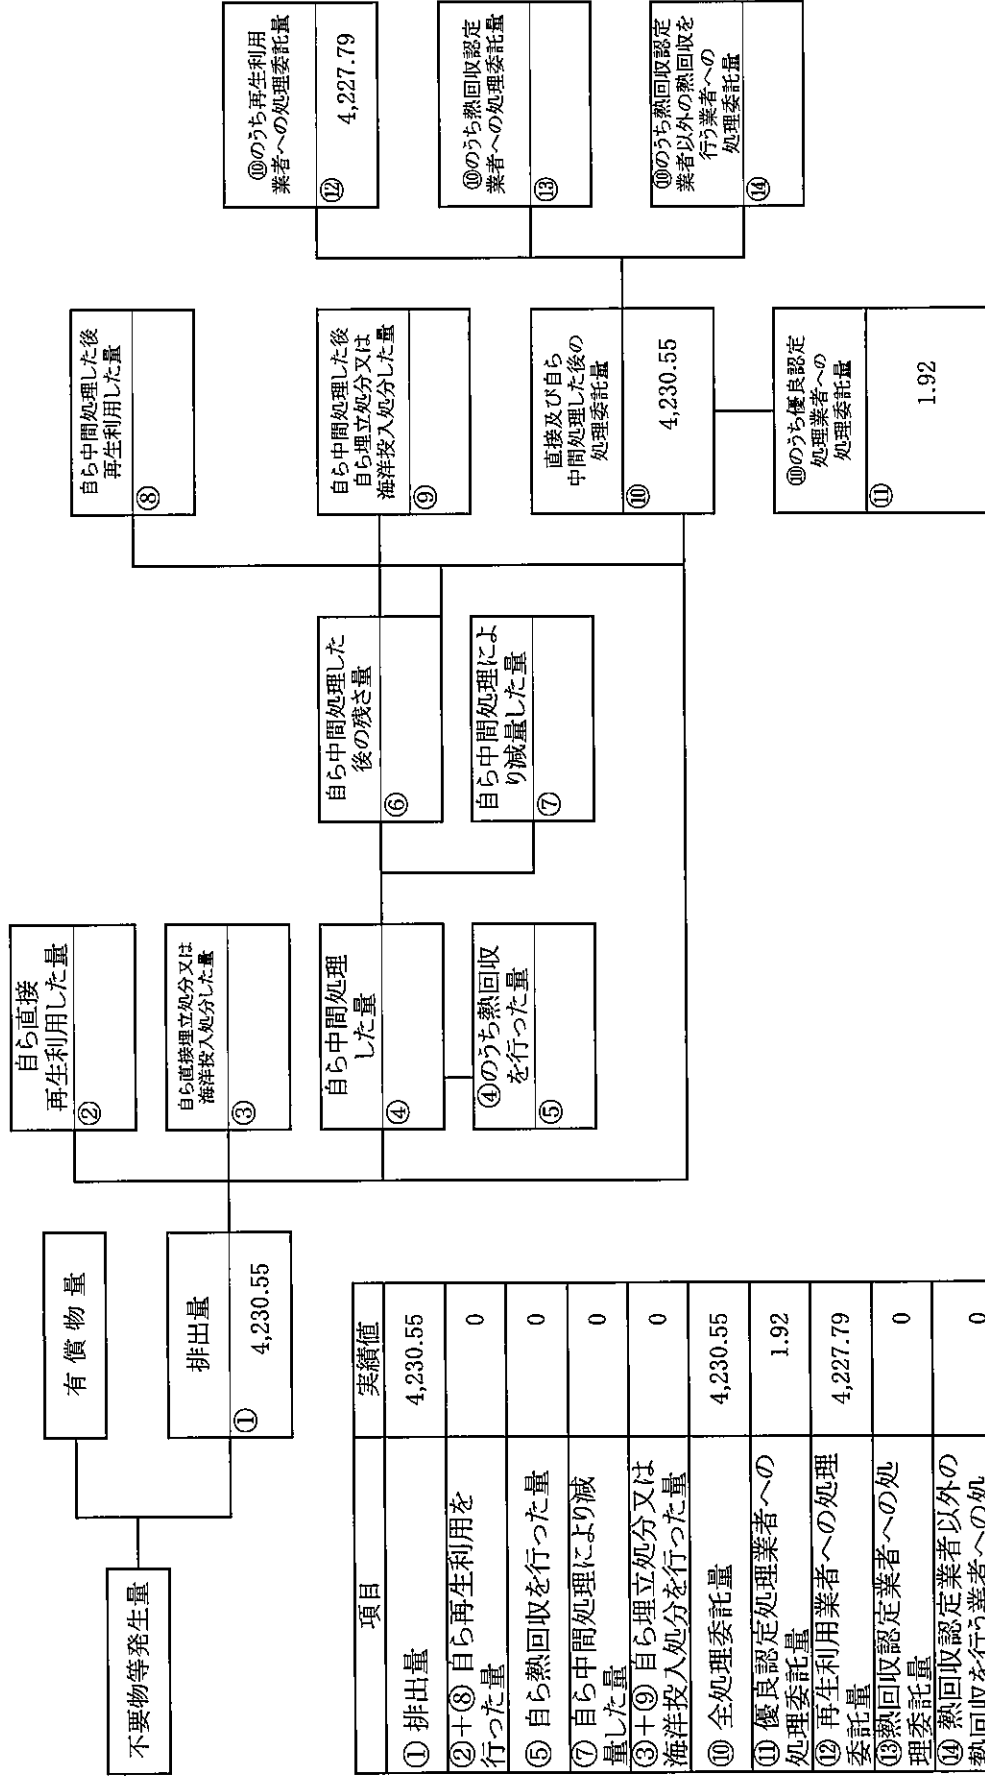 不要物等発生量
有償物量
排出量
①
4,230.55
自ら直接
再生利用した量
②
自ら直接埋立処分又は
海洋投入処分した量
③
自ら中間処理
した量
④
④のうち熱回収
を行った量
⑤
自ら中間処理した
後の残さ量
⑥
自ら中間処理によ
り減量した量
⑦
自ら中間処理した後
再生利用した量
⑧
自ら中間処理した後
自ら埋立処分又は
海洋投入処分した量
⑨
直接及び自ら
中間処理した後の
処理委託量
⑩
4,230.55
⑩のうち優良認定
処理業者への
処理委託量
⑪
1.92
⑩のうち再生利用
業者への処理委託量
⑫
4,227.79
⑩のうち熱回収認定
業者への処理委託量
⑬
⑩のうち熱回収認定
業者以外の熱回収を
行う業者への
処理委託量
⑭
項目 実績値
① 排出量 4,230.55
②+⑧ 自ら再生利用を
行った量 0
⑤ 自ら熱回収を行った量 0
⑦ 自ら中間処理により減
量した量 0
③+⑨ 自ら埋立処分又は
海洋投入処分を行った量 0
⑩ 全処理委託量 4,230.55
⑪ 優良認定処理業者への
処理委託量 1.92
⑫ 再生利用業者への処理
委託量 4,227.79
⑬熱回収認定業者への処
理委託量 0
⑭ 熱回収認定業者以外の
熱回収を行う業者への処 0